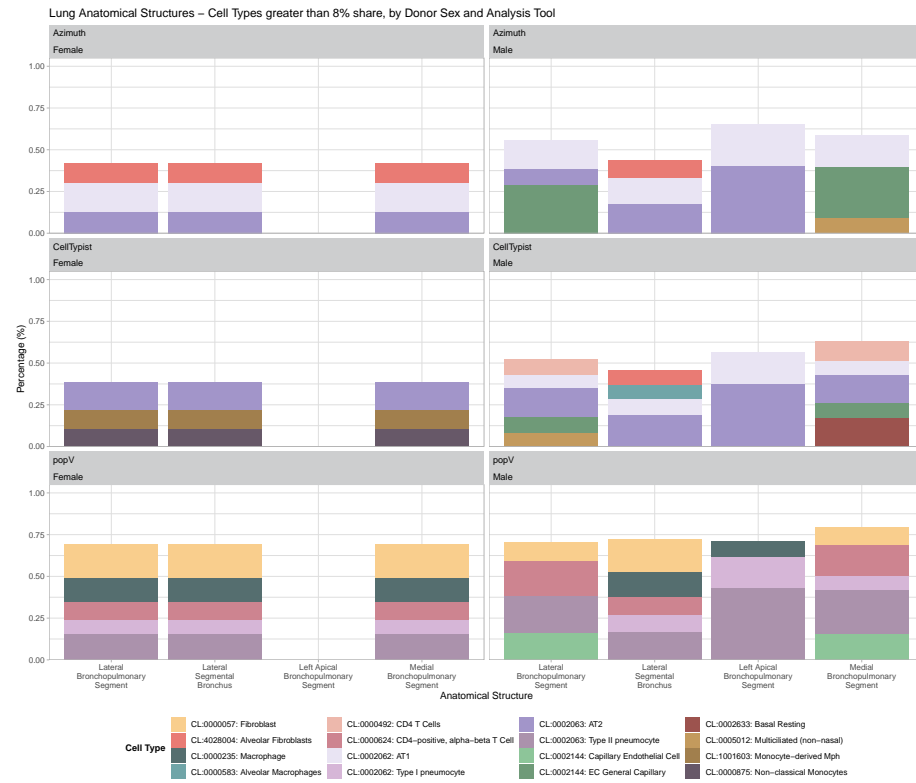 Lung Anatomical Structures – Cell Types greater than 8% share, by Donor Sex and Analysis Tool
Azimuth
Female
Azimuth
Male
1.00
0.75
0.50
0.25
0.00
CellTypist
Female
CellTypist
Male
1.00
0.75
0.50
0.25
0.00
Percentage (%)
popV
Female
popV
Male
1.00
0.75
0.50
0.25
0.00
Lateral
Bronchopulmonary
Segment
Lateral
Segmental
Bronchus
Left Apical
Bronchopulmonary
Segment
Medial
Bronchopulmonary
Segment
Lateral
Bronchopulmonary
Segment
Lateral
Segmental
Bronchus
Left Apical
Bronchopulmonary
Segment
Medial
Bronchopulmonary
Segment
Anatomical Structure
Cell Type
CL:0000057: Fibroblast
CL:4028004: Alveolar Fibroblasts
CL:0000235: Macrophage
CL:0000583: Alveolar Macrophages
CL:0000492: CD4 T Cells
CL:0000624: CD4–positive, alpha–beta T Cell
CL:0002062: AT1
CL:0002062: Type I pneumocyte
CL:0002063: AT2
CL:0002063: Type II pneumocyte
CL:0002144: Capillary Endothelial Cell
CL:0002144: EC General Capillary
CL:0002633: Basal Resting
CL:0005012: Multiciliated (non–nasal)
CL:1001603: Monocyte–derived Mph
CL:0000875: Non–classical Monocytes